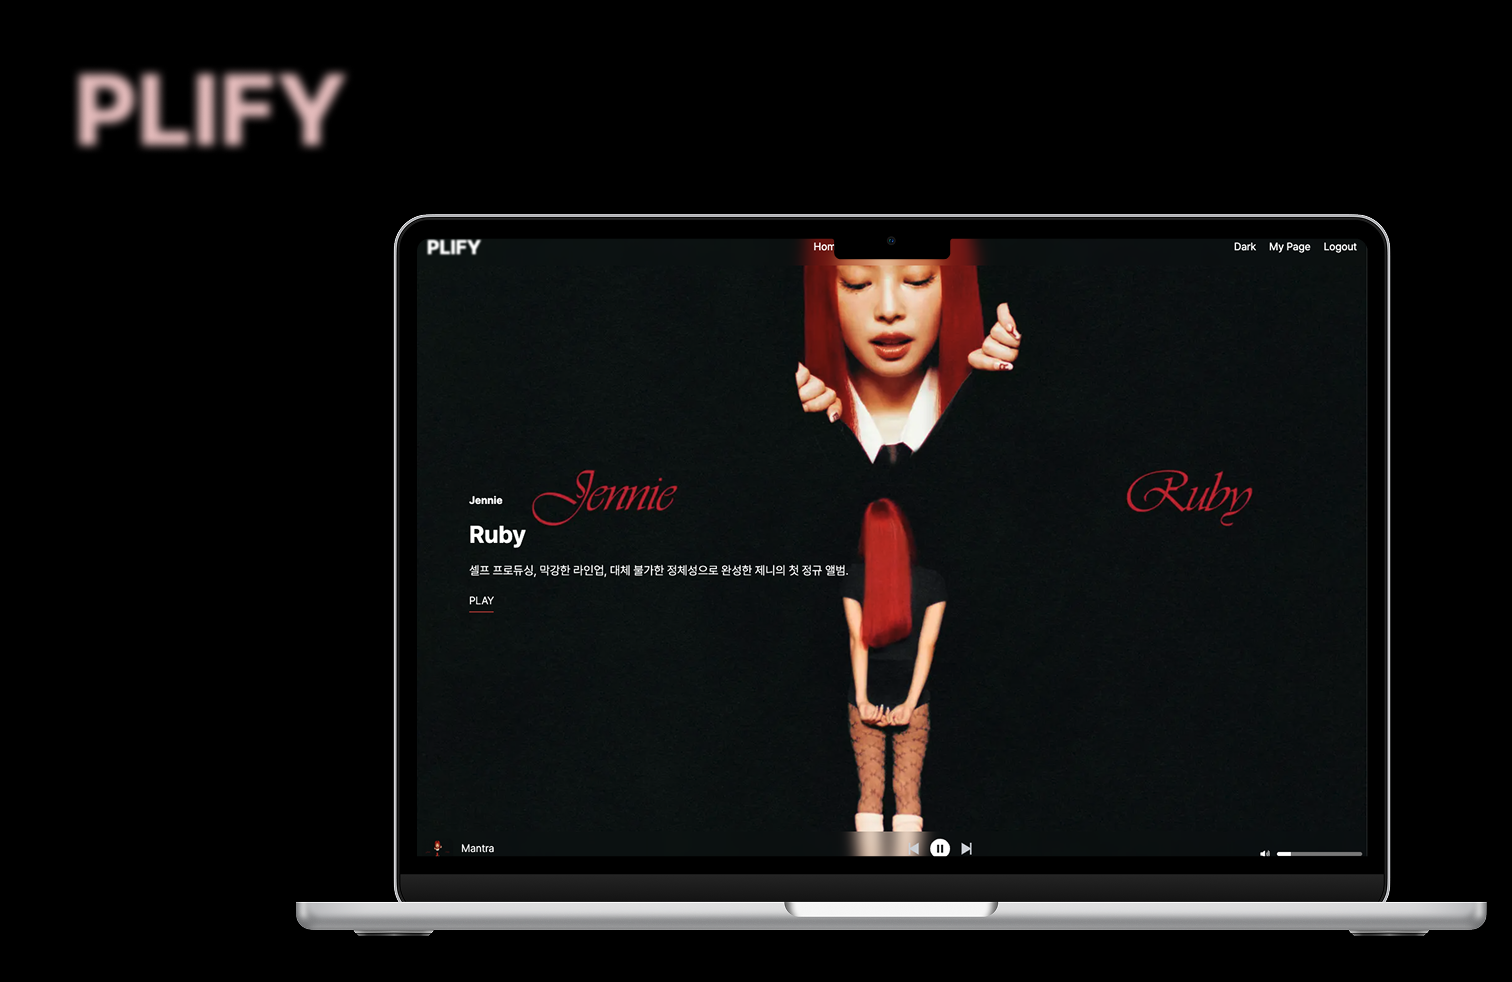 PLIFY
PLIFY
Hom
Dark My Page Logout
Jennie
Ruby
Jennie
Ruby
셀프 프로듀싱, 막강한 라인업, 대체 불가한 정체성으로 완성한 제니의 첫 정규 앨범.
PLAY
Mantra